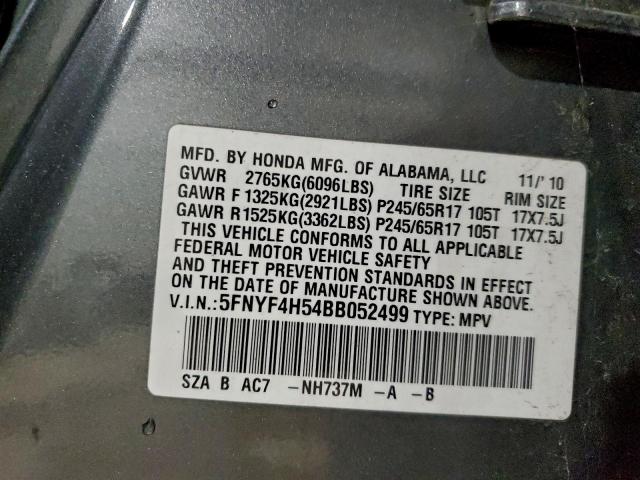 MFD. BY HONDA MFG. OF ALABAMA, LLC 11/'10
GVWR 2765KG(6096LBS) TIRE SIZE RIM SIZE
GAWR F 1325KG(2921LBS) P245/65R17 105T 17X7.5J
GAWR R1525KG(3362LBS) P245/65R17 105T 17X7.5J
THIS VEHICLE CONFORMS TO ALL APPLICABLE
FEDERAL MOTOR VEHICLE SAFETY
AND THEFT PREVENTION STANDARDS IN EFFECT
ON THE DATE OF MANUFACTURE SHOWN ABOVE.
V.I.N.:5FNYF4H54BB052499 TYPE: MPV
SZA B AC7 -NH737M -A -B